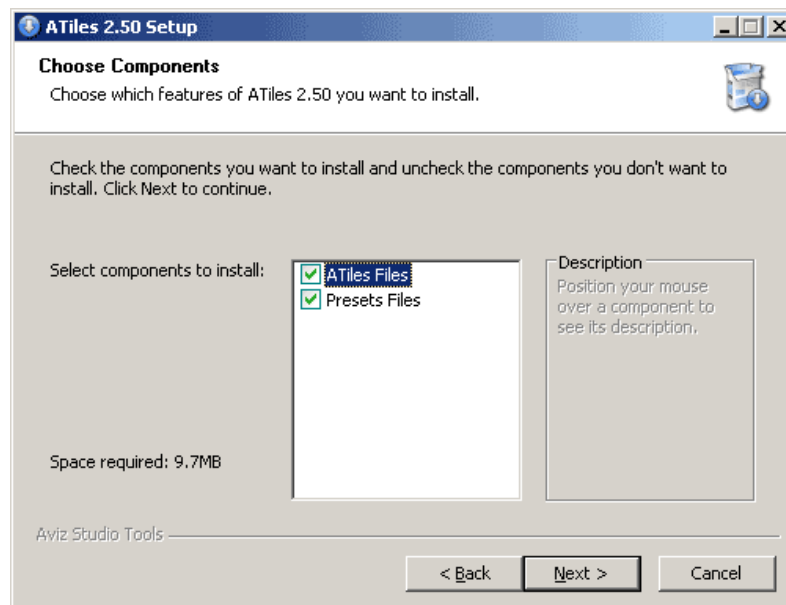 ATiles 2.50 Setup
Choose Components
Choose which features of ATiles 2.50 you want to install.
Check the components you want to install and uncheck the components you don't want to
install. Click Next to continue.
Select components to install:
ATiles Files
Presets Files
Description
Position your mouse
over a component to
see its description.
Space required: 9.7MB
Aviz Studio Tools
< Back
Next >
Cancel